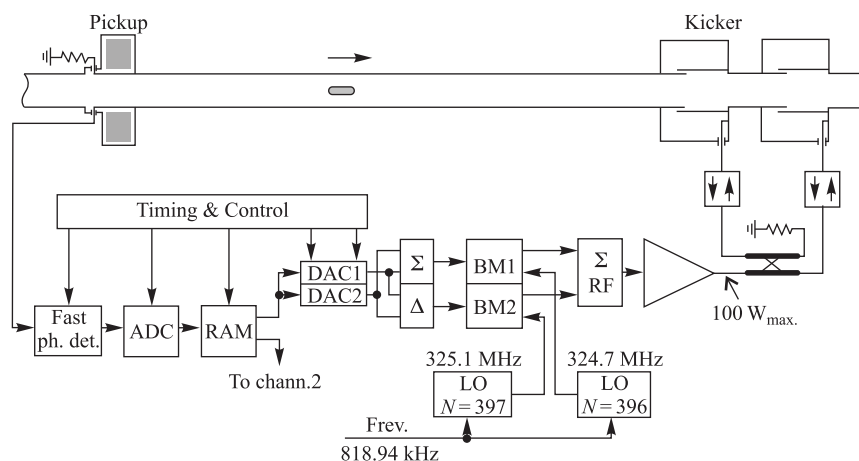 Pickup
Kicker
Timing & Control
Fast
ph. det.
ADC
RAM
DAC1
DAC2
Σ
Δ
BM1
BM2
Σ
RF
100 Wmax.
To chann.2
325.1 MHz
LO
N = 397
324.7 MHz
LO
N = 396
Frev.
818.94 kHz